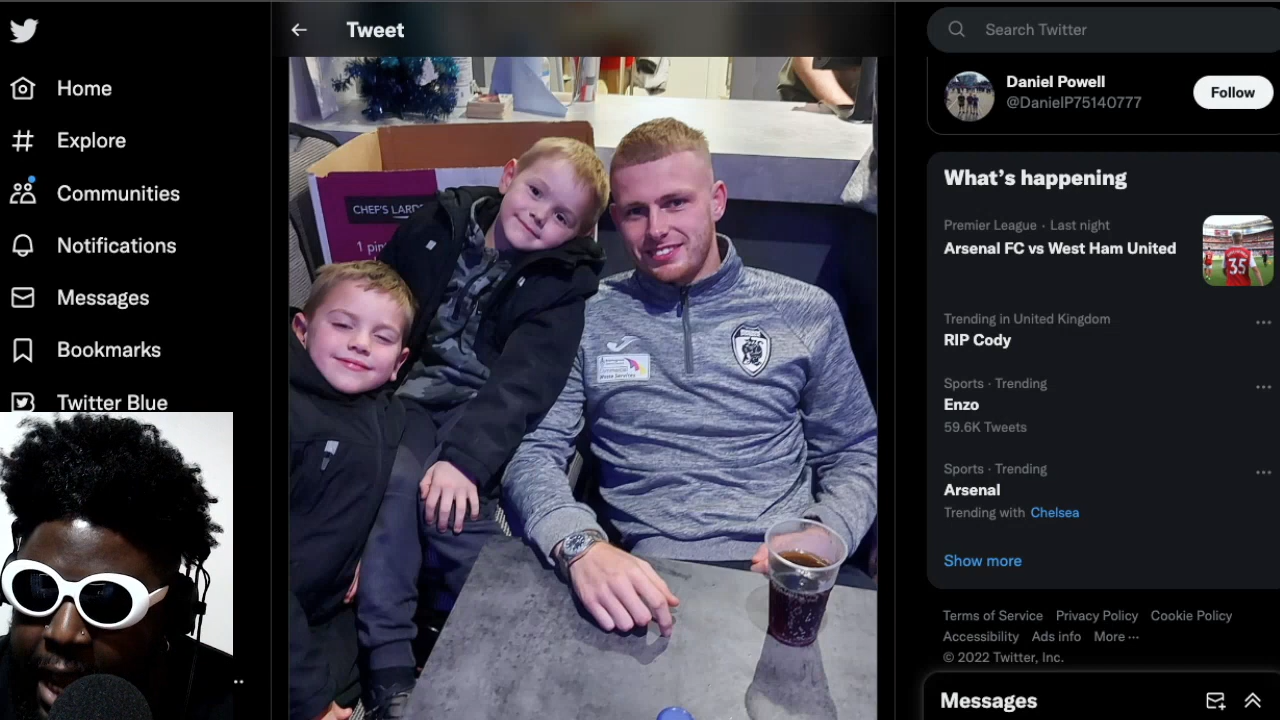 Home
Explore
Communities
Notifications
Messages
Bookmarks
Twitter Blue
Tweet
CHEF'S LARD
1 pin
Search Twitter
Daniel Powell
@DanielP75140777
Follow
What's happening
Premier League · Last night
Arsenal FC vs West Ham United
35
Trending in United Kingdom
RIP Cody
Sports · Trending
Enzo
59.6K Tweets
Sports · Trending
Arsenal
Trending with Chelsea
Show more
Terms of Service Privacy Policy Cookie Policy
Accessibility Ads info More ···
© 2022 Twitter, Inc.
Messages